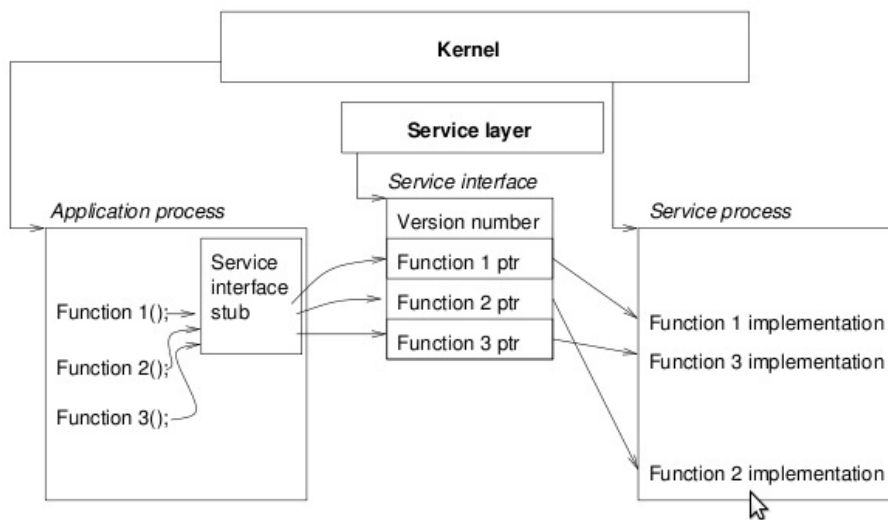 Kernel
Service layer
Service interface
Application process
Service process
Version number
Service
interface
stub
Function 1 ptr
Function 2 ptr
Function 3 ptr
Function 1();
Function 2();
Function 3();
Function 1 implementation
Function 3 implementation
Function 2 implementation